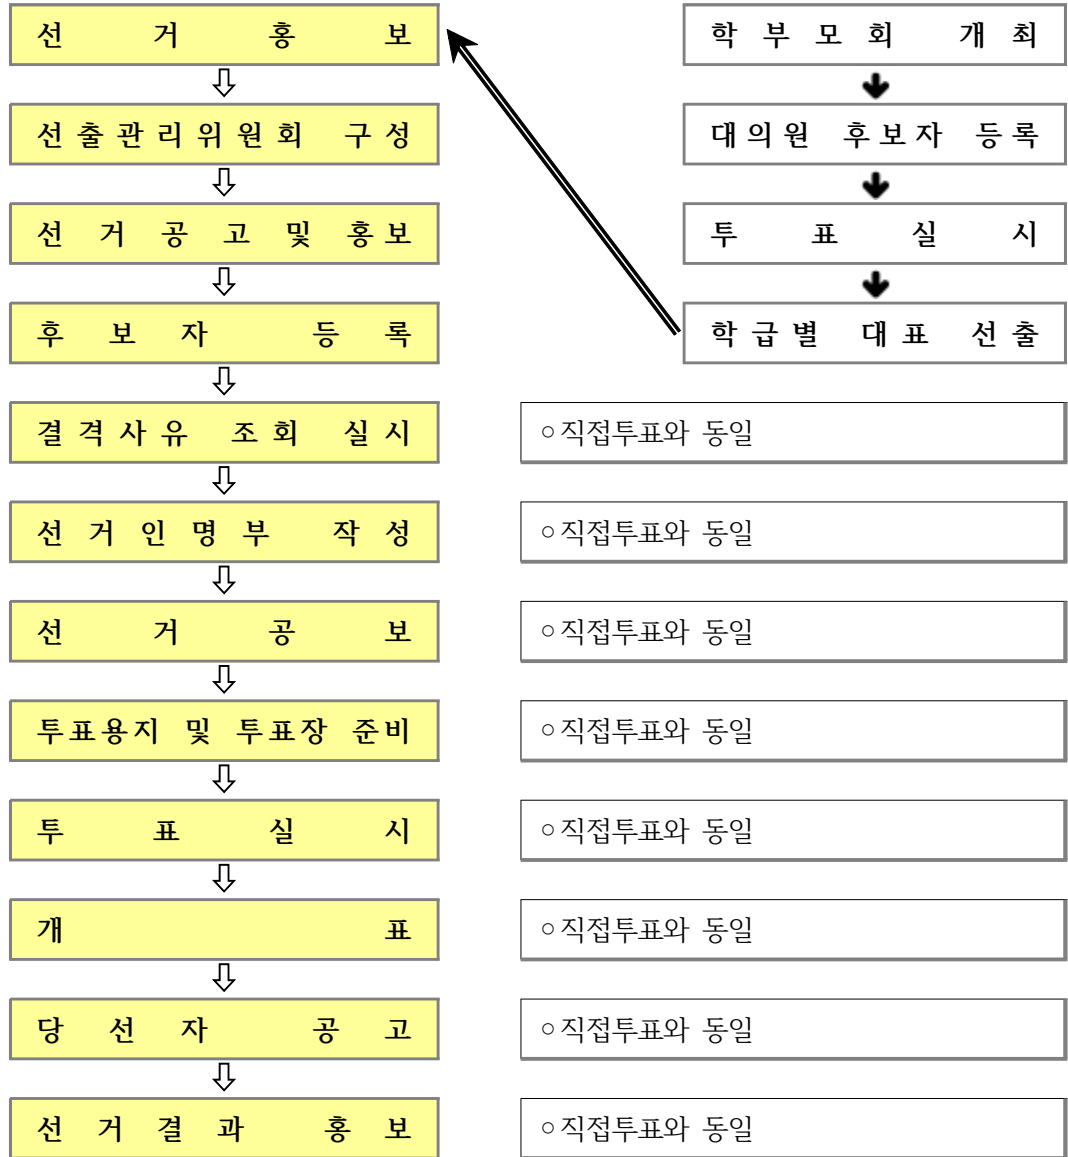 선거홍보
학부모회 개최
선출관리위원회 구성
대의원 후보자 등록
선거공고 및 홍보
투표실시
후보자 등록
학급별 대표 선출
결격사유 조회 실시
○직접투표와 동일
선거인명부 작성
○직접투표와 동일
선거공보
○직접투표와 동일
투표용지 및 투표장 준비
○직접투표와 동일
투표실시
○직접투표와 동일
개표
○직접투표와 동일
당선자 공고
○직접투표와 동일
선거결과 홍보
○직접투표와 동일